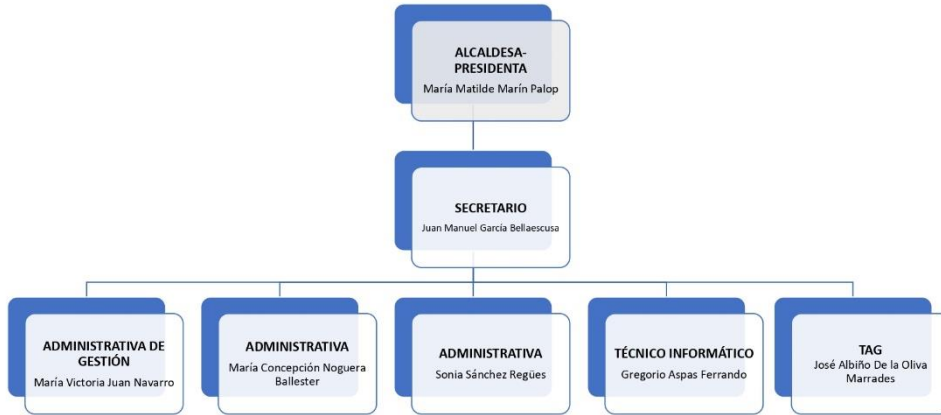 ALCALDESA-
PRESIDENTA
María Matilde Marín Palop
SECRETARIO
Juan Manuel García Bellaescusa
ADMINISTRATIVA DE
GESTIÓN
María Victoria Juan Navarro
ADMINISTRATIVA
María Concepción Noguera
Ballester
ADMINISTRATIVA
Sonia Sánchez Regües
TÉCNICO INFORMÁTICO
Gregorio Aspas Ferrando
TAG
José Albiño De la Oliva
Marrades